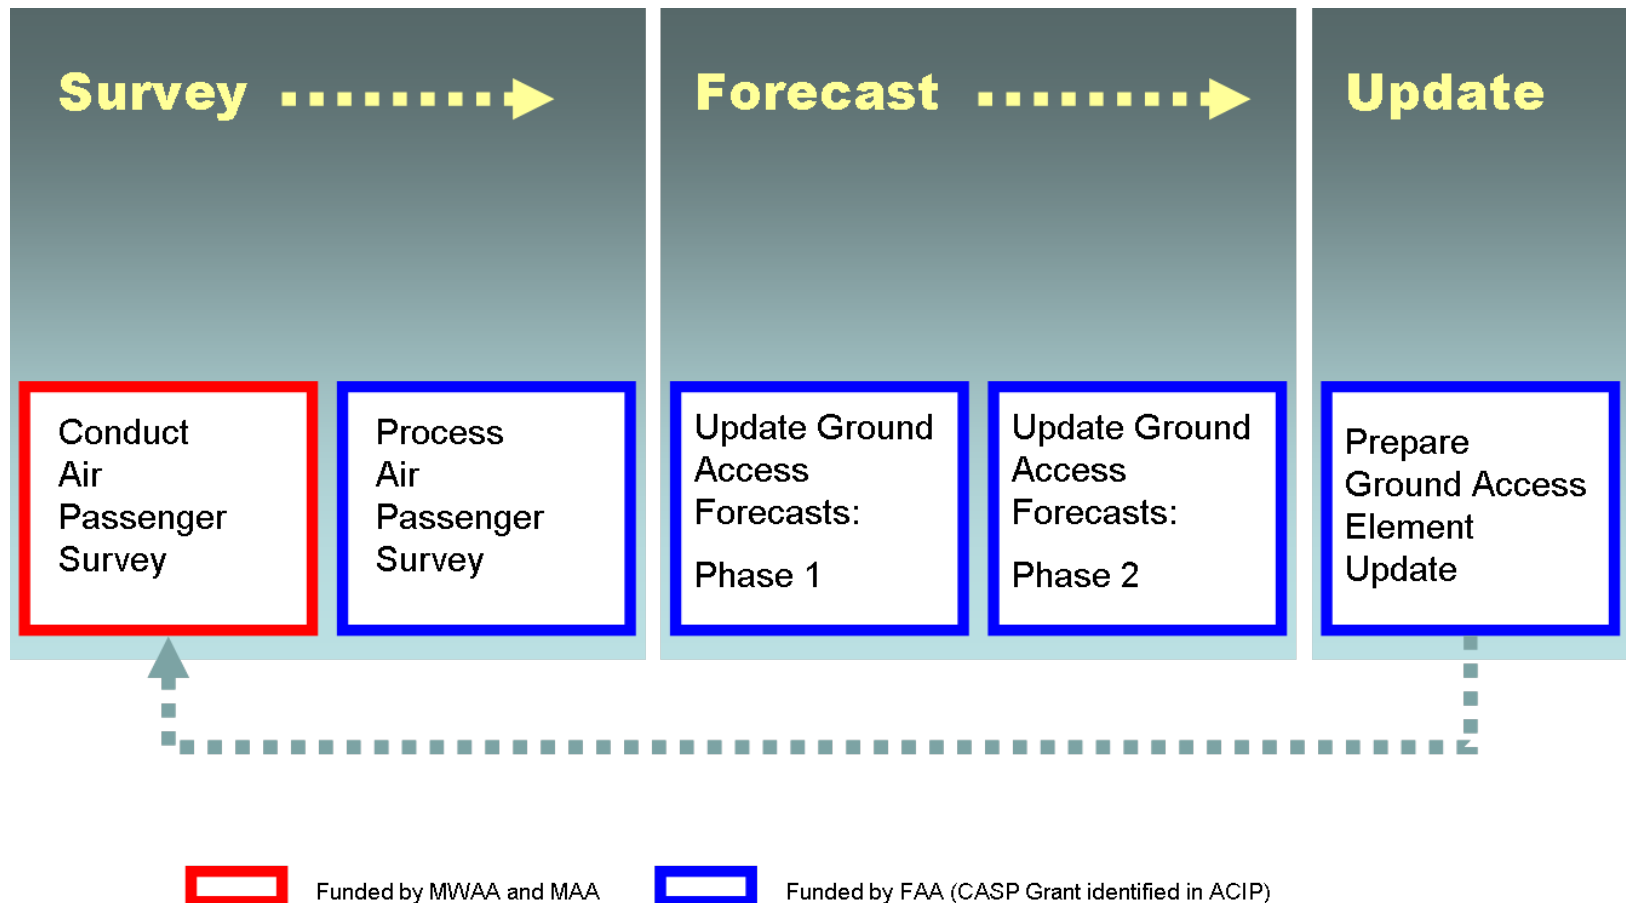 Survey
Forecast
Update
Conduct
Air
Passenger
Survey
Process
Air
Passenger
Survey
Update Ground
Access
Forecasts:
Phase 1
Update Ground
Access
Forecasts:
Phase 2
Prepare
Ground Access
Element
Update
Funded by MWAA and MAA
Funded by FAA (CASP Grant identified in ACIP)